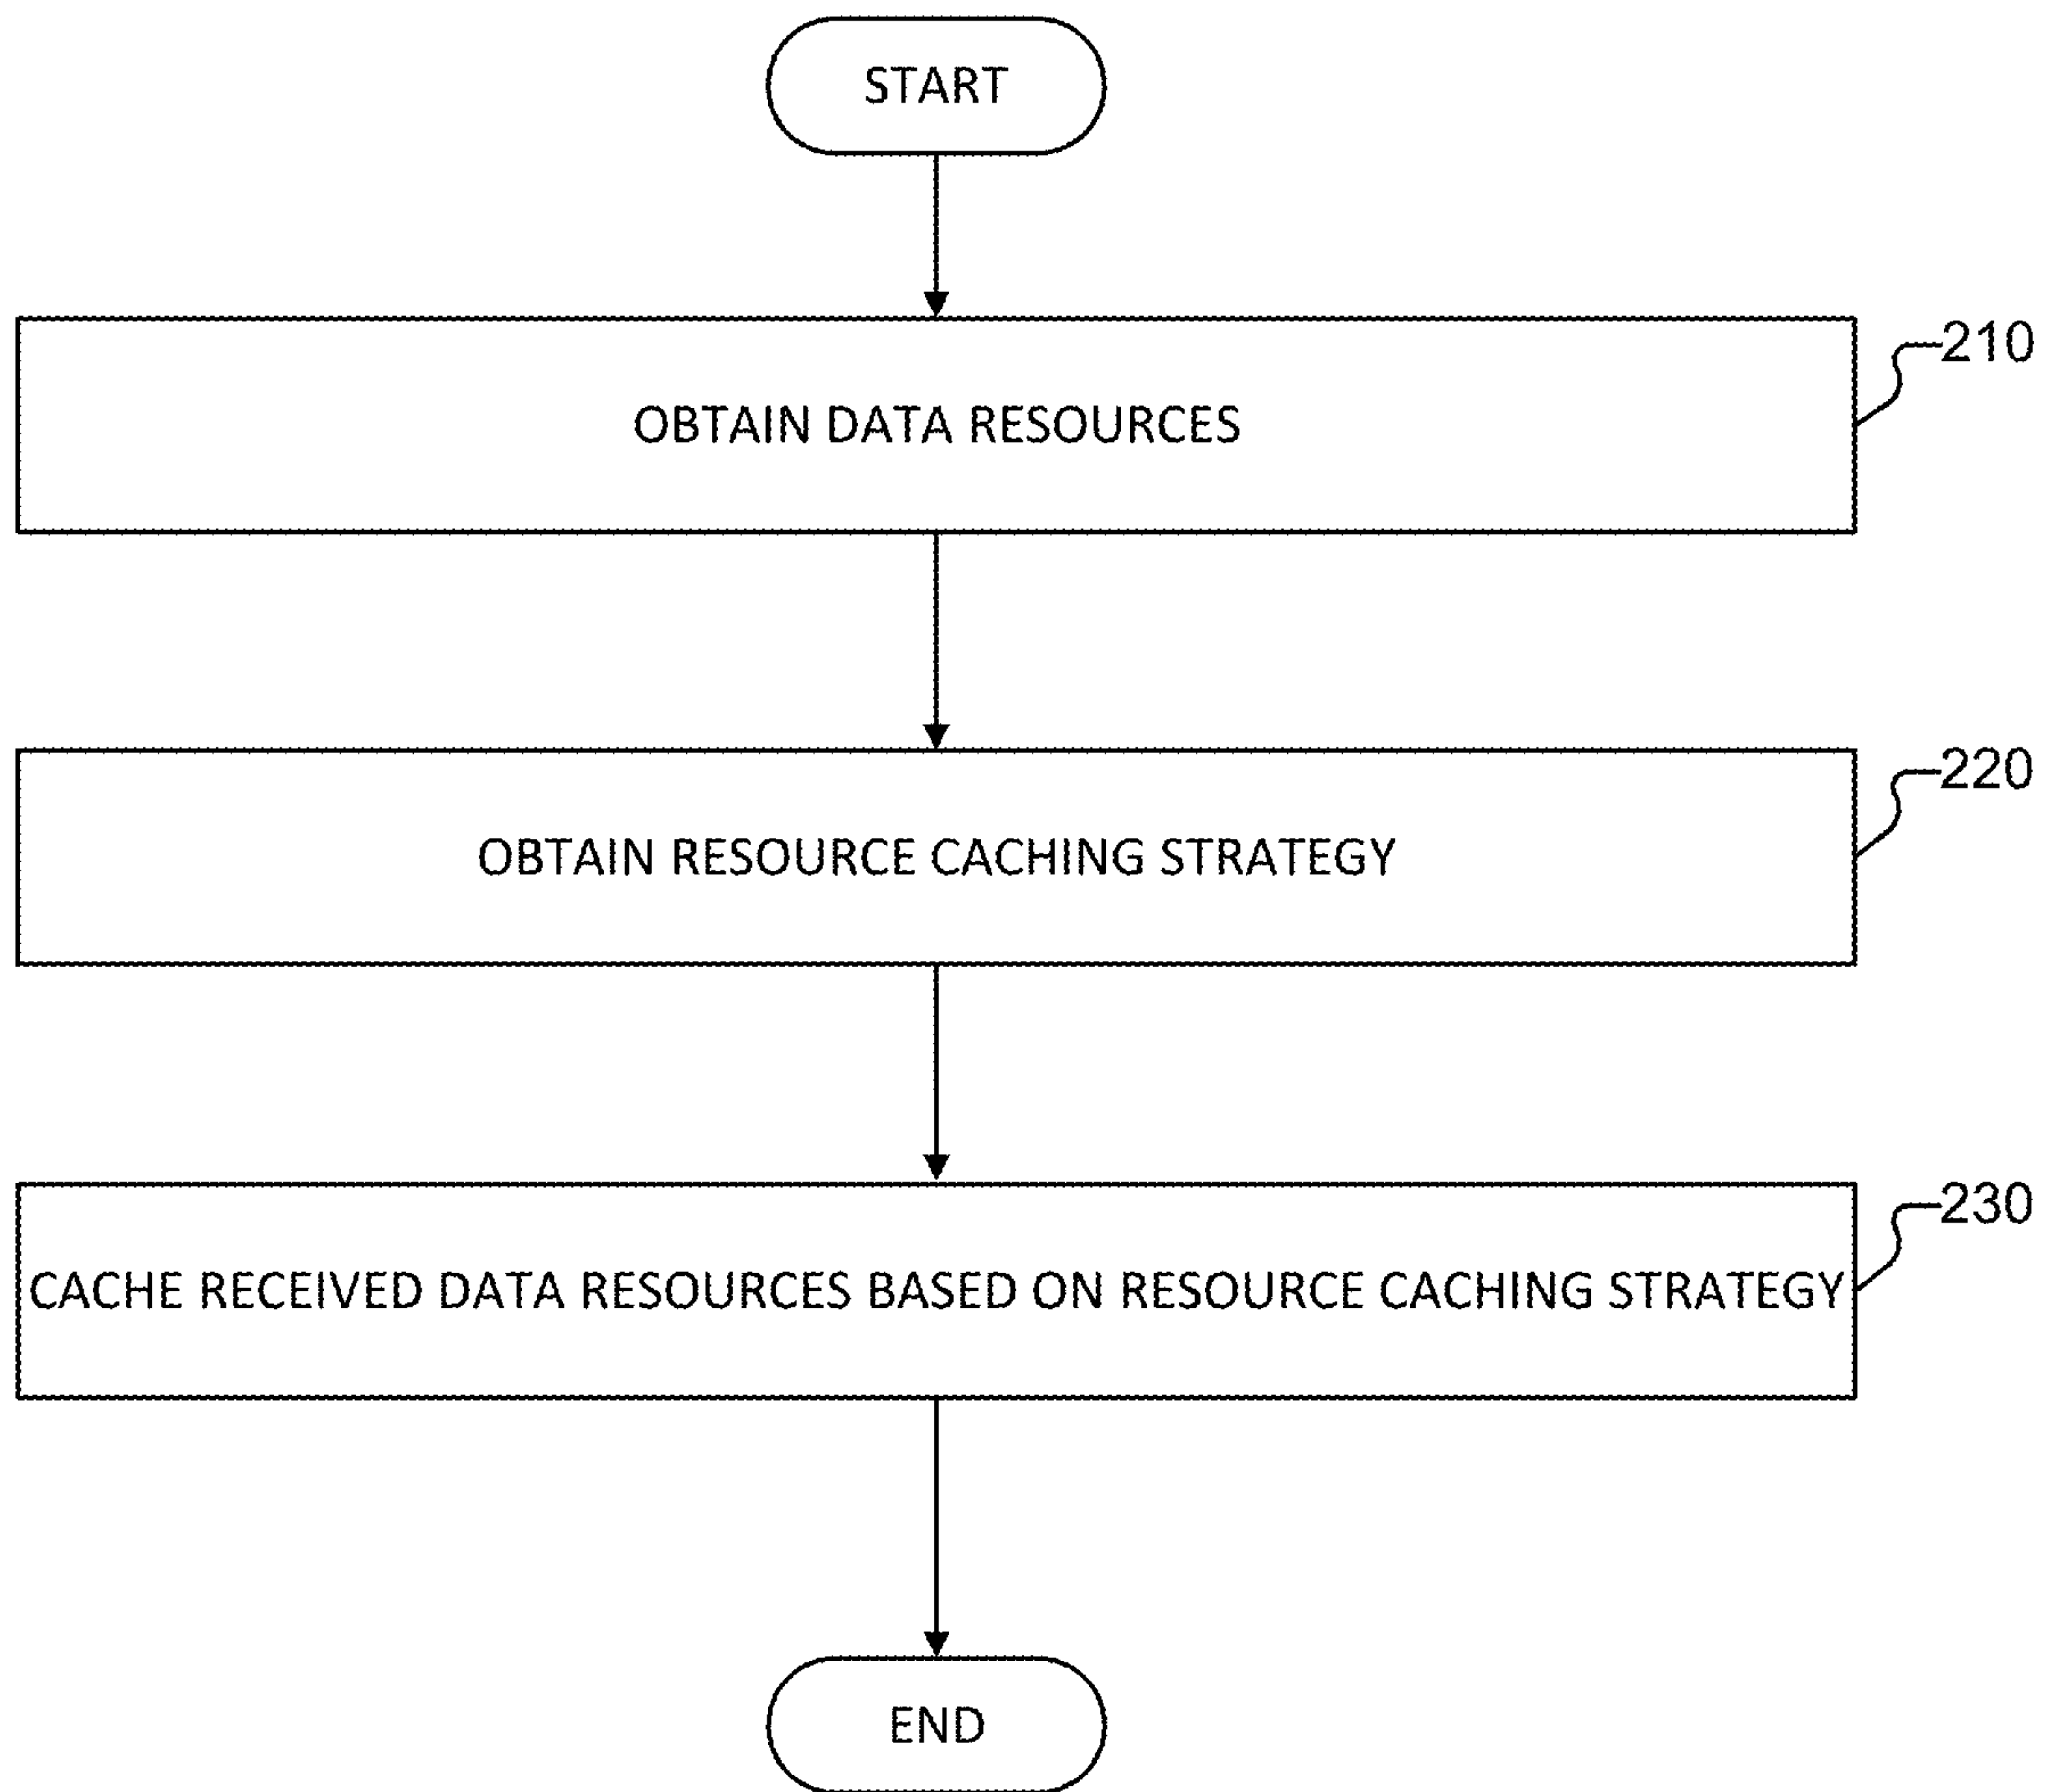 START
210
OBTAIN DATA RESOURCES
220
OBTAIN RESOURCE CACHING STRATEGY
230
CACHE RECEIVED DATA RESOURCES BASED ON RESOURCE CACHING STRATEGY
END